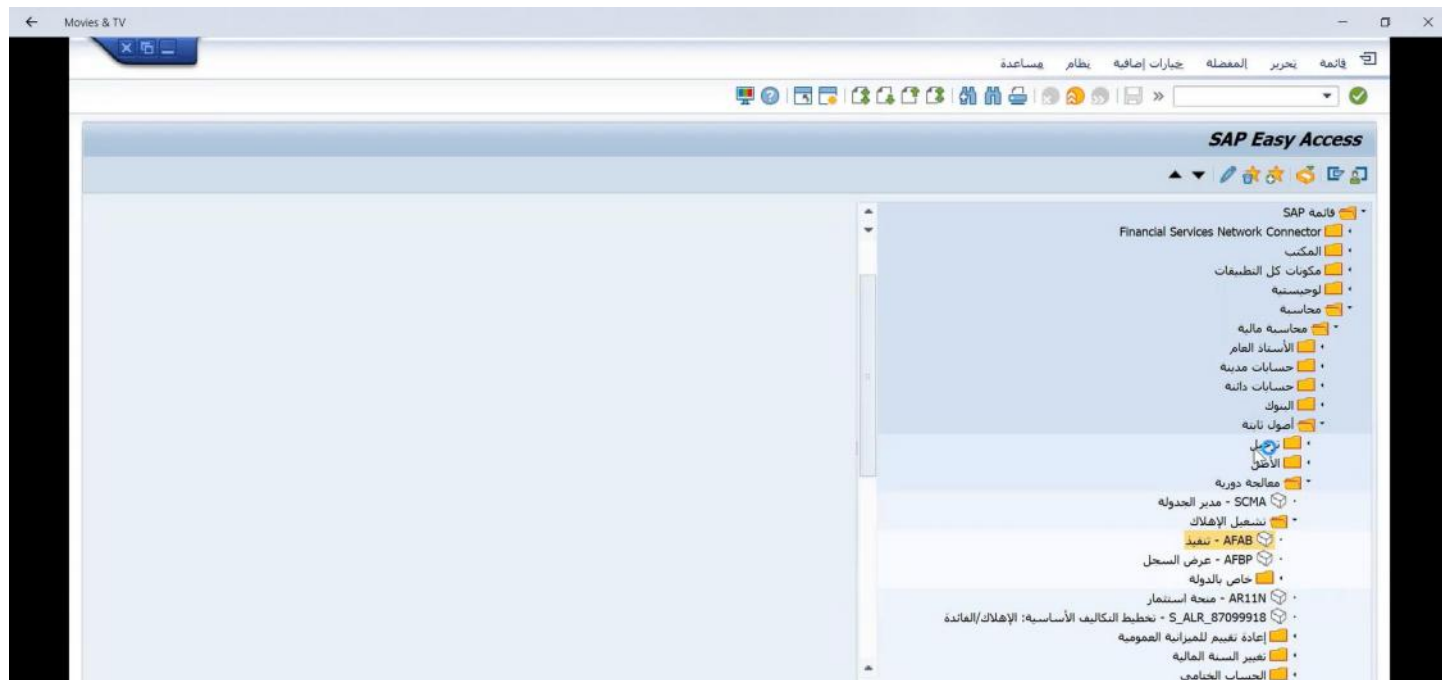 Movies & TV
قائمة تحرير المفضلة خيارات إضافية نظام مساعدة
SAP Easy Access
قائمة SAP
Financial Services Network Connector
المكتب
مكونات كل التطبيقات
لوجيستية
محاسبة
محاسبة مالية
الأستاذ العام
حسابات مدينة
حسابات دائنة
البنوك
أصول ثابتة
معالجة دورية
SCMA - مدير الجدولة
تشغيل الإهلاك
AFAB - تنفيذ
AFBP - عرض السجل
خاص بالدولة
AR11N - منحة استثمار
S_ALR_87099918 - تخطيط التكاليف الأساسية: الإهلاك/الفائدة
إعادة تقييم للميزانية العمومية
تغيير السنة المالية
الحساب الختامي